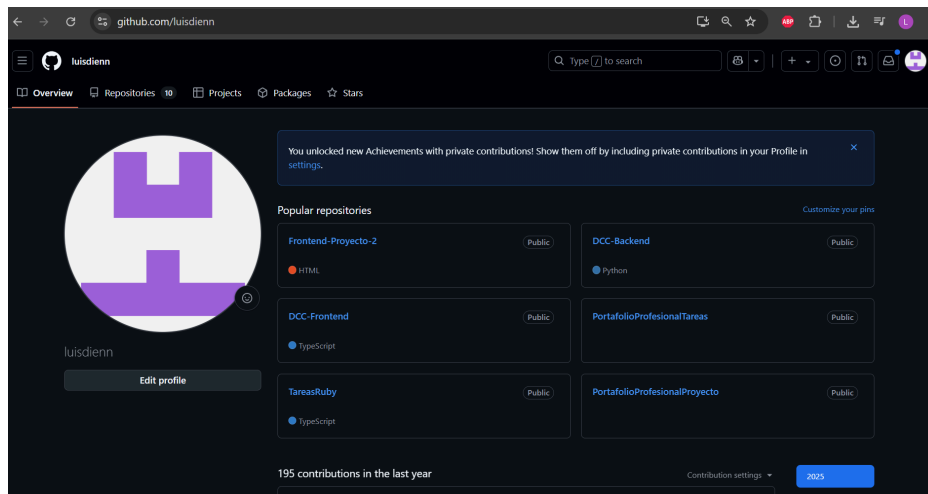 github.com/luisdienn
ABP
L
luisdienn
Type / to search
Overview Repositories 10 Projects Packages Stars
You unlocked new Achievements with private contributions! Show them off by including private contributions in your Profile in
settings.
Popular repositories Customize your pins
Frontend-Proyecto-2 Public DCC-Backend Public
HTML Python
DCC-Frontend Public PortafolioProfesionalTareas Public
TypeScript
luisdienn
Edit profile
TareasRuby Public PortafolioProfesionalProyecto Public
TypeScript
195 contributions in the last year Contribution settings 2025